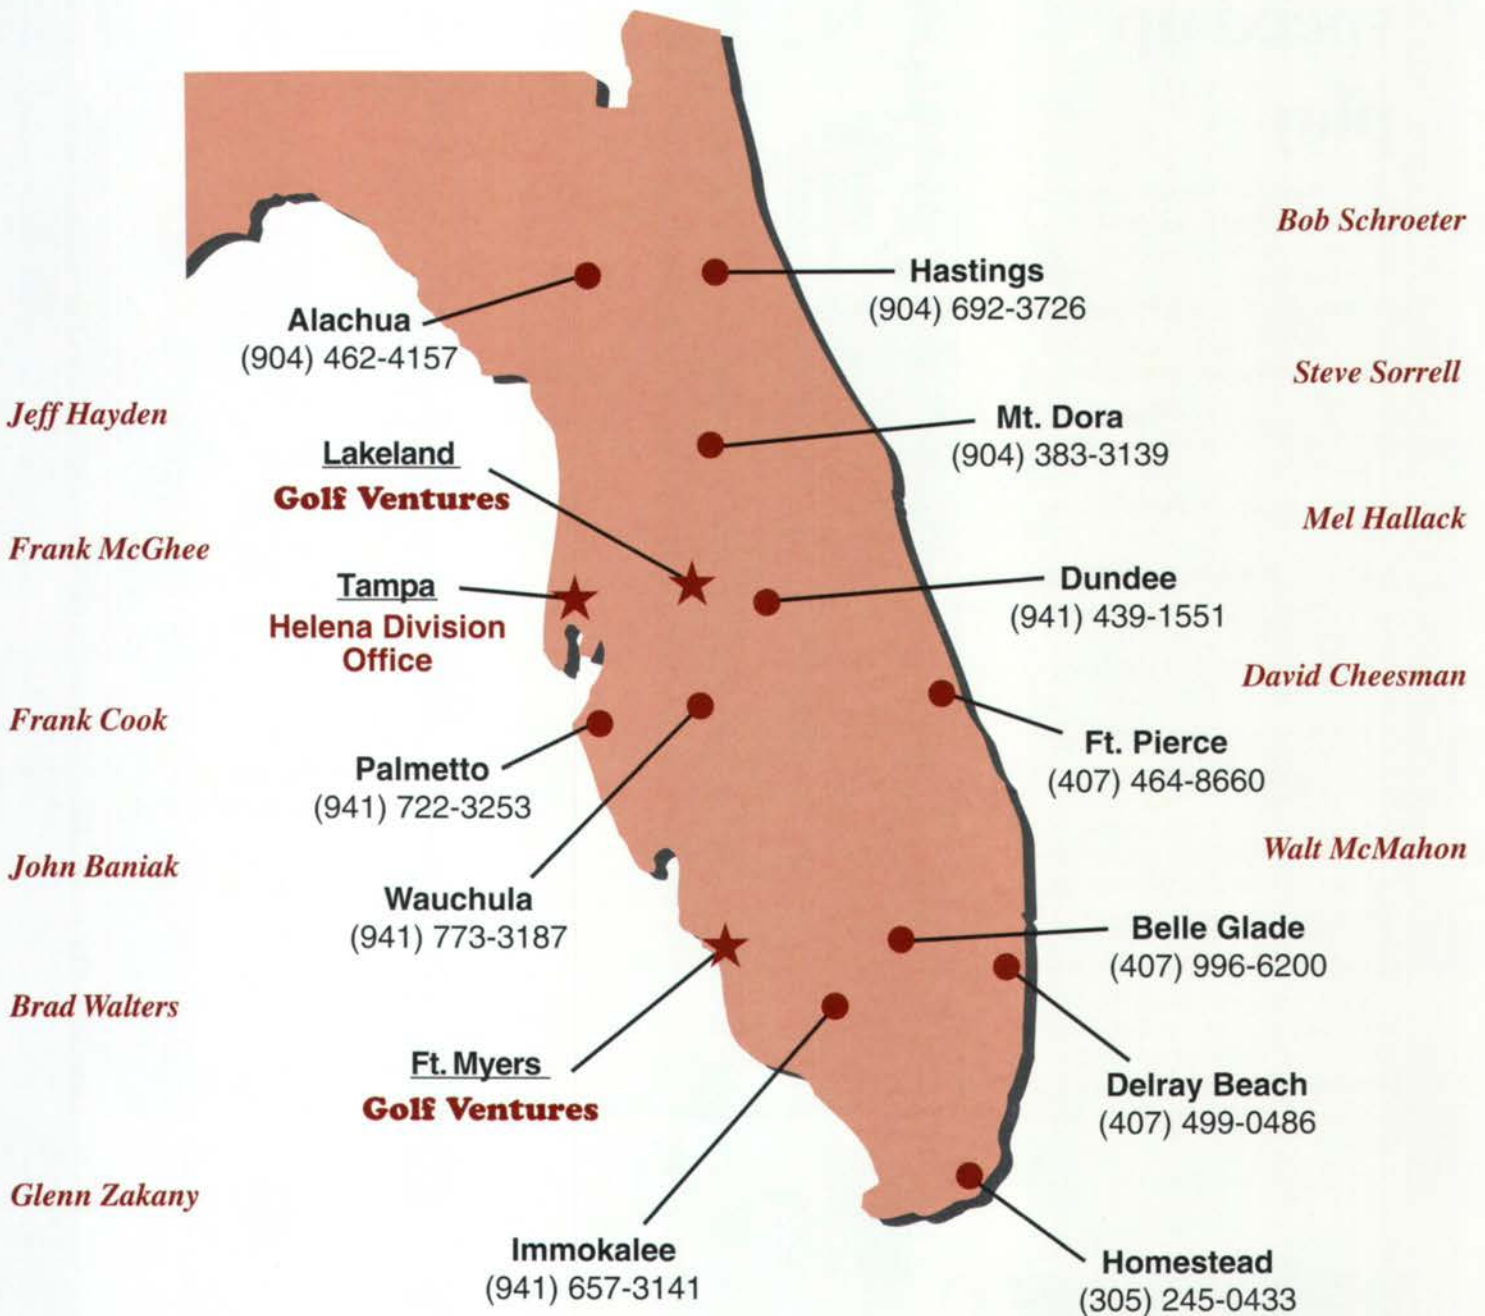 Bob Schroeter
Hastings
(904) 692-3726
Alachua
(904) 462-4157
Steve Sorrell
Jeff Hayden
Mt. Dora
(904) 383-3139
Lakeland
Golf Ventures
Mel Hallack
Frank McGhee
Tampa
Helena Division
Office
Dundee
(941) 439-1551
David Cheesman
Frank Cook
Ft. Pierce
(407) 464-8660
Palmetto
(941) 722-3253
Walt McMahon
John Baniak
Wauchula
(941) 773-3187
Belle Glade
(407) 996-6200
Brad Walters
Ft. Myers
Golf Ventures
Delray Beach
(407) 499-0486
Glenn Zakany
Immokalee
(941) 657-3141
Homestead
(305) 245-0433